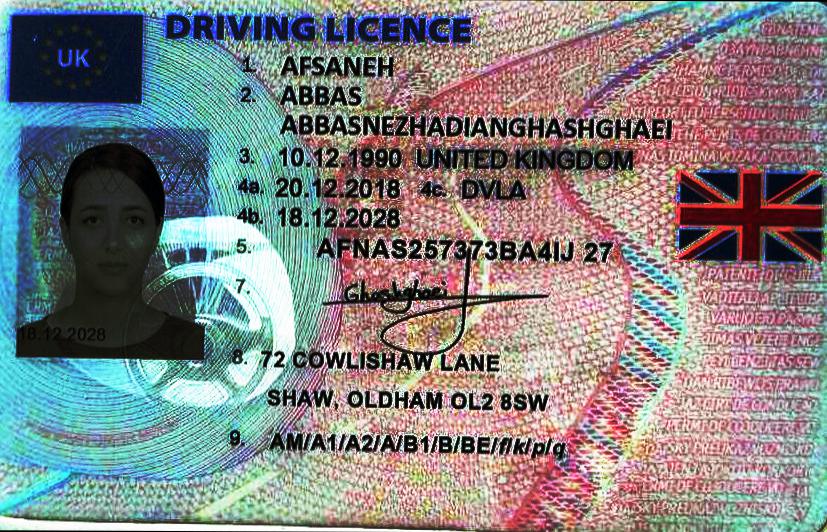 UK
DRIVING LICENCE
1. AFSANEH
2. ABBAS
ABBASNEZHADIANGHASHGHAEI
3. 10.12.1990 UNITED KINGDOM
4a. 20.12.2018 4c. DVLA
4b. 18.12.2028
5. AFNAS257373BA4IJ 27
7. Ghashghaei
18.12.2028
8. 72 COWLISHAW LANE
SHAW, OLDHAM OL2 8SW
9. AM/A1/A2/A/B1/B/BE/f/k/p/q